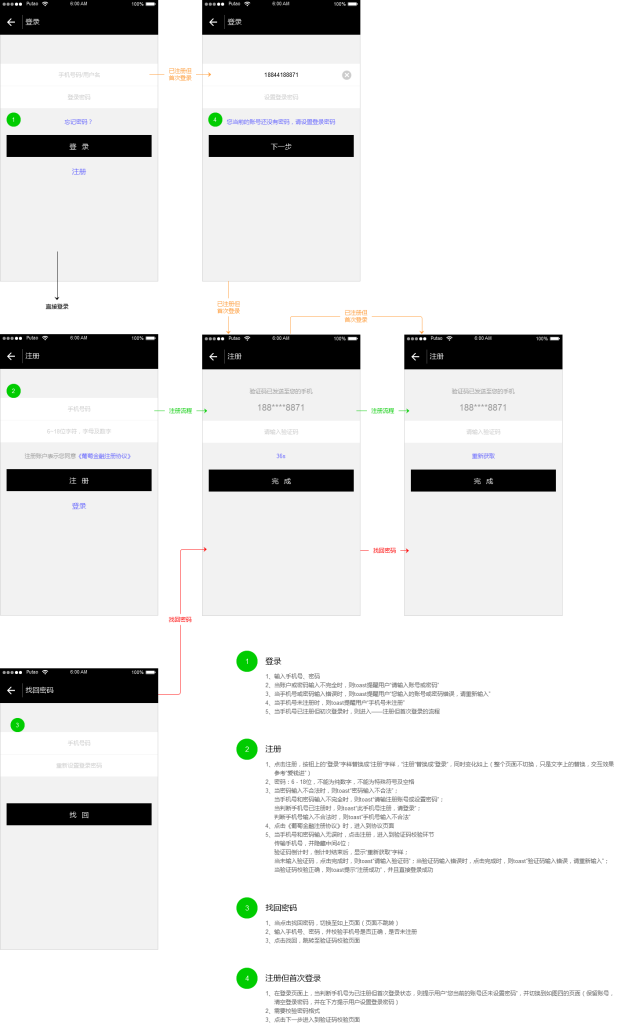 Putao 6:00 AM 100%
登录
手机号码/用户名
登录密码
1
忘记密码？
登 录
注册
直接登录
已注册但
首次登录
Putao 6:00 AM 100%
登录
18844188871
设置登录密码
4
您当前的账号还没有密码，请设置登录密码
下一步
已注册但
首次登录
已注册但
首次登录
Putao 6:00 AM 100%
注册
2
手机号码
6-18位字符，字母及数字
注册账户表示您同意《葡萄金融注册协议》
注 册
登录
注册流程
Putao 6:00 AM 100%
注册
验证码已发送至您的手机
188****8871
请输入验证码
36s
完 成
注册流程
找回密码
Putao 6:00 AM 100%
注册
验证码已发送至您的手机
188****8871
请输入验证码
重新获取
完 成
找回密码
Putao 6:00 AM 100%
找回密码
3
手机号码
重新设置登录密码
找 回
1 登录
1、输入手机号、密码
2、当账户或密码输入不完全时，则toast提醒用户“请输入账号或密码”
3、当手机号或密码输入错误时，则toast提醒用户“您输入的账号或密码错误，请重新输入”
4、当手机号未注册时，则toast提醒用户“手机号未注册”
5、当手机号已注册但初次登录时，则进入——注册但首次登录的流程
2 注册
1、点击注册，按钮上的“登录”字样替换成“注册”字样，“注册”替换成“登录”，同时变化如上（整个页面不切换，只是文字上的替换，交互效果
参考“蟹钱进”）
2、密码：6-18位，不能为纯数字，不能为特殊符号及空格
3、当密码输入不合法时，则toast“密码输入不合法”；
当手机号和密码输入不完全时，则toast“请输注册账号或设置密码”；
当判断手机号已注册时，则toast“此手机号注册，请登录”；
判断手机号输入不合法时，则toast“手机号输入不合法”
4、点击《葡萄金融注册协议》时，进入到协议页面
5、当手机号和密码输入无误时，点击注册，进入到验证码校验环节
传输手机号，并隐藏中间4位；
验证码倒计时，倒计时结束后，显示“重新获取”字样；
当未输入验证码，点击完成时，则toast“请输入验证码”；当验证码输入错误时，点击完成时，则toast“验证码输入错误，请重新输入”；
当验证码校验正确，则toast提示“注册成功”，并且直接登录成功
3 找回密码
1、当点击找回密码，切换至如上页面（页面不跳转）
2、输入手机号、密码，并校验手机号是否正确，是否未注册
3、点击找回，跳转至验证码校验页面
4 注册但首次登录
1、在登录页面上，当判断手机号为已注册但首次登录状态，则提示用户“您当前的账号还未设置密码”，并切换到如图四的页面（保留账号，
清空登录密码，并在下方提示用户设置登录密码）
2、需要校验密码格式
3、点击下一步进入到验证码校验页面